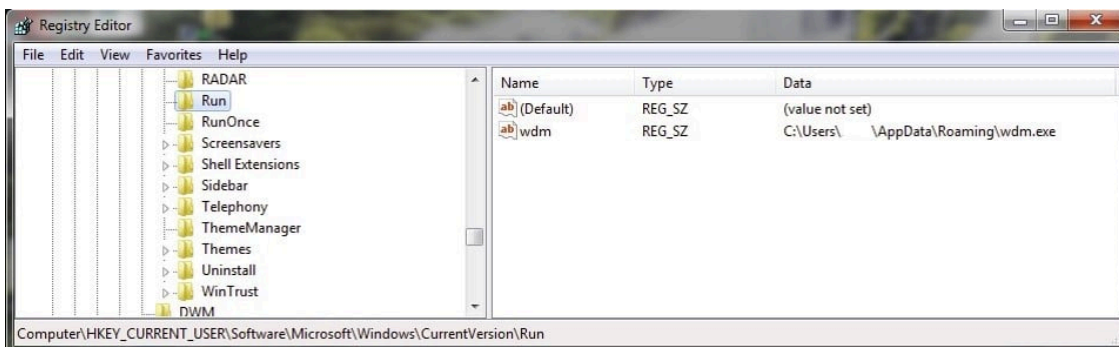 Registry Editor
File Edit View Favorites Help
RADAR
Run
RunOnce
Screensavers
Shell Extensions
Sidebar
Telephony
ThemeManager
Themes
Uninstall
WinTrust
DWM
Name Type Data
ab (Default) REG_SZ (value not set)
ab wdm REG_SZ C:\Users\ \AppData\Roaming\wdm.exe
Computer\HKEY_CURRENT_USER\Software\Microsoft\Windows\CurrentVersion\Run